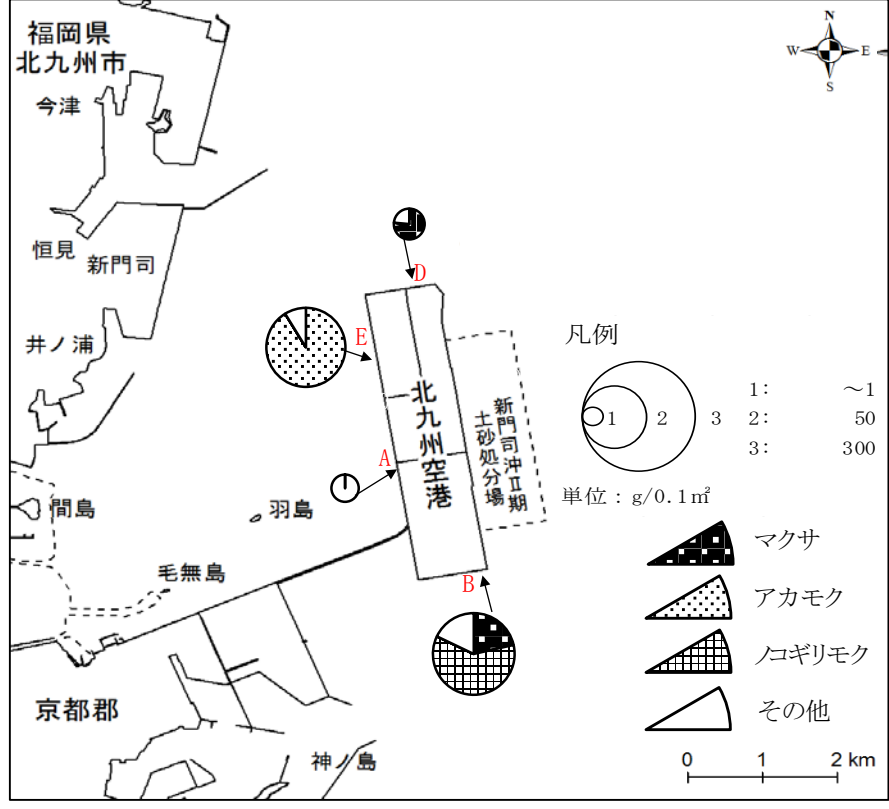 福岡県
北九州市
今津
恒見
新門司
井ノ浦
間島
羽島
毛無島
京都郡
神ノ島
N
W
E
S
D
E
A
B
北九州空港
新門司沖Ⅱ期
土砂処分場
凡例
1
2
3
1: ～1
2: 50
3: 300
単位：g/0.1㎡
マクサ
アカモク
ノコギリモク
その他
0 1 2 km